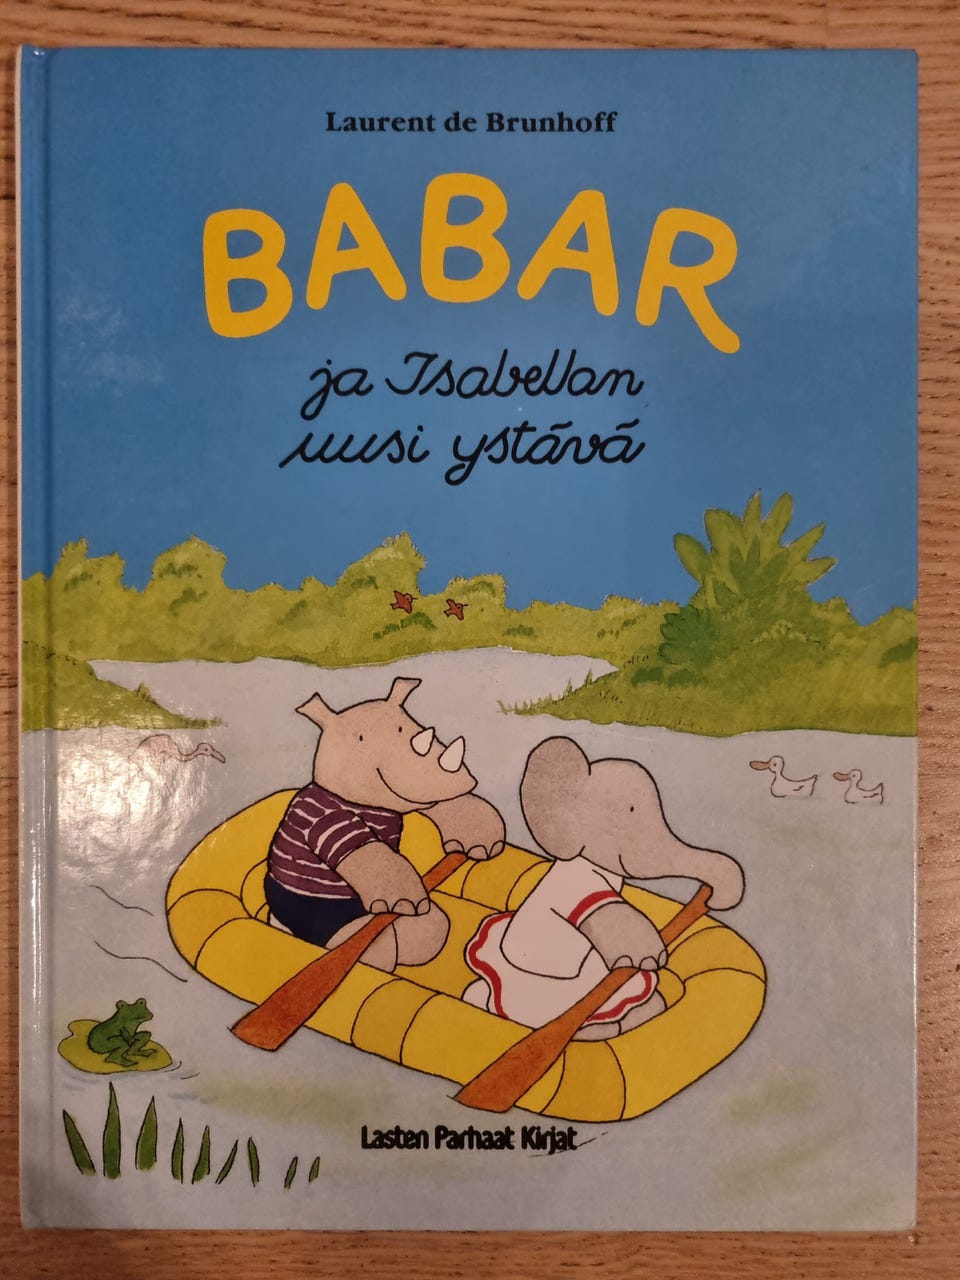 Laurent de Brunhoff
BABAR
ja Isabellan
uusi ystävä
Lasten Parhaat Kirjat